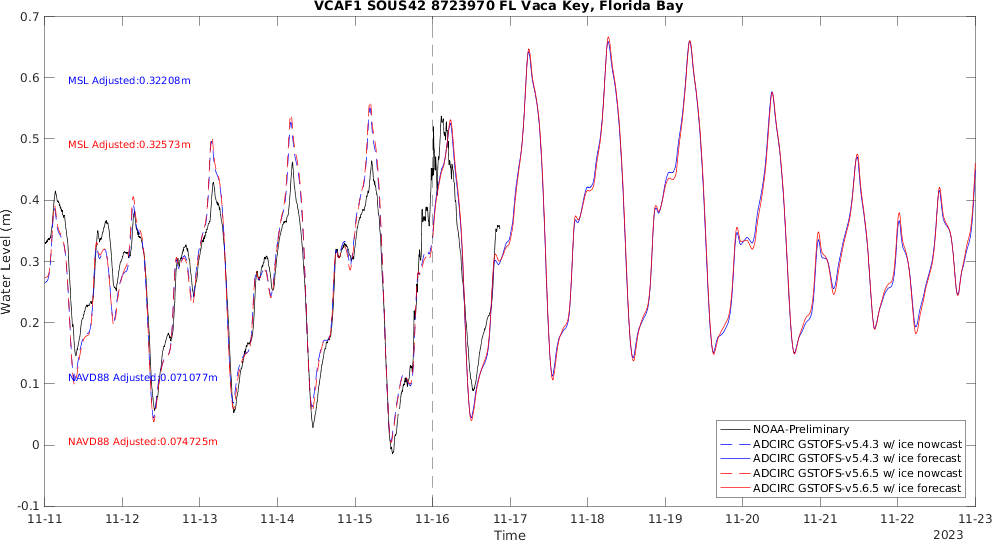 VCAF1 SOUS42 8723970 FL Vaca Key, Florida Bay
0.7
0.6
0.5
0.4
0.3
0.2
0.1
0
-0.1
Water Level (m)
MSL Adjusted:0.32208m
MSL Adjusted:0.32573m
NAVD88 Adjusted:0.071077m
NAVD88 Adjusted:0.074725m
NOAA-Preliminary
ADCIRC GSTOFS-v5.4.3 w/ ice nowcast
ADCIRC GSTOFS-v5.4.3 w/ ice forecast
ADCIRC GSTOFS-v5.6.5 w/ ice nowcast
ADCIRC GSTOFS-v5.6.5 w/ ice forecast
11-11 11-12 11-13 11-14 11-15 11-16 11-17 11-18 11-19 11-20 11-21 11-22 11-23
Time
2023